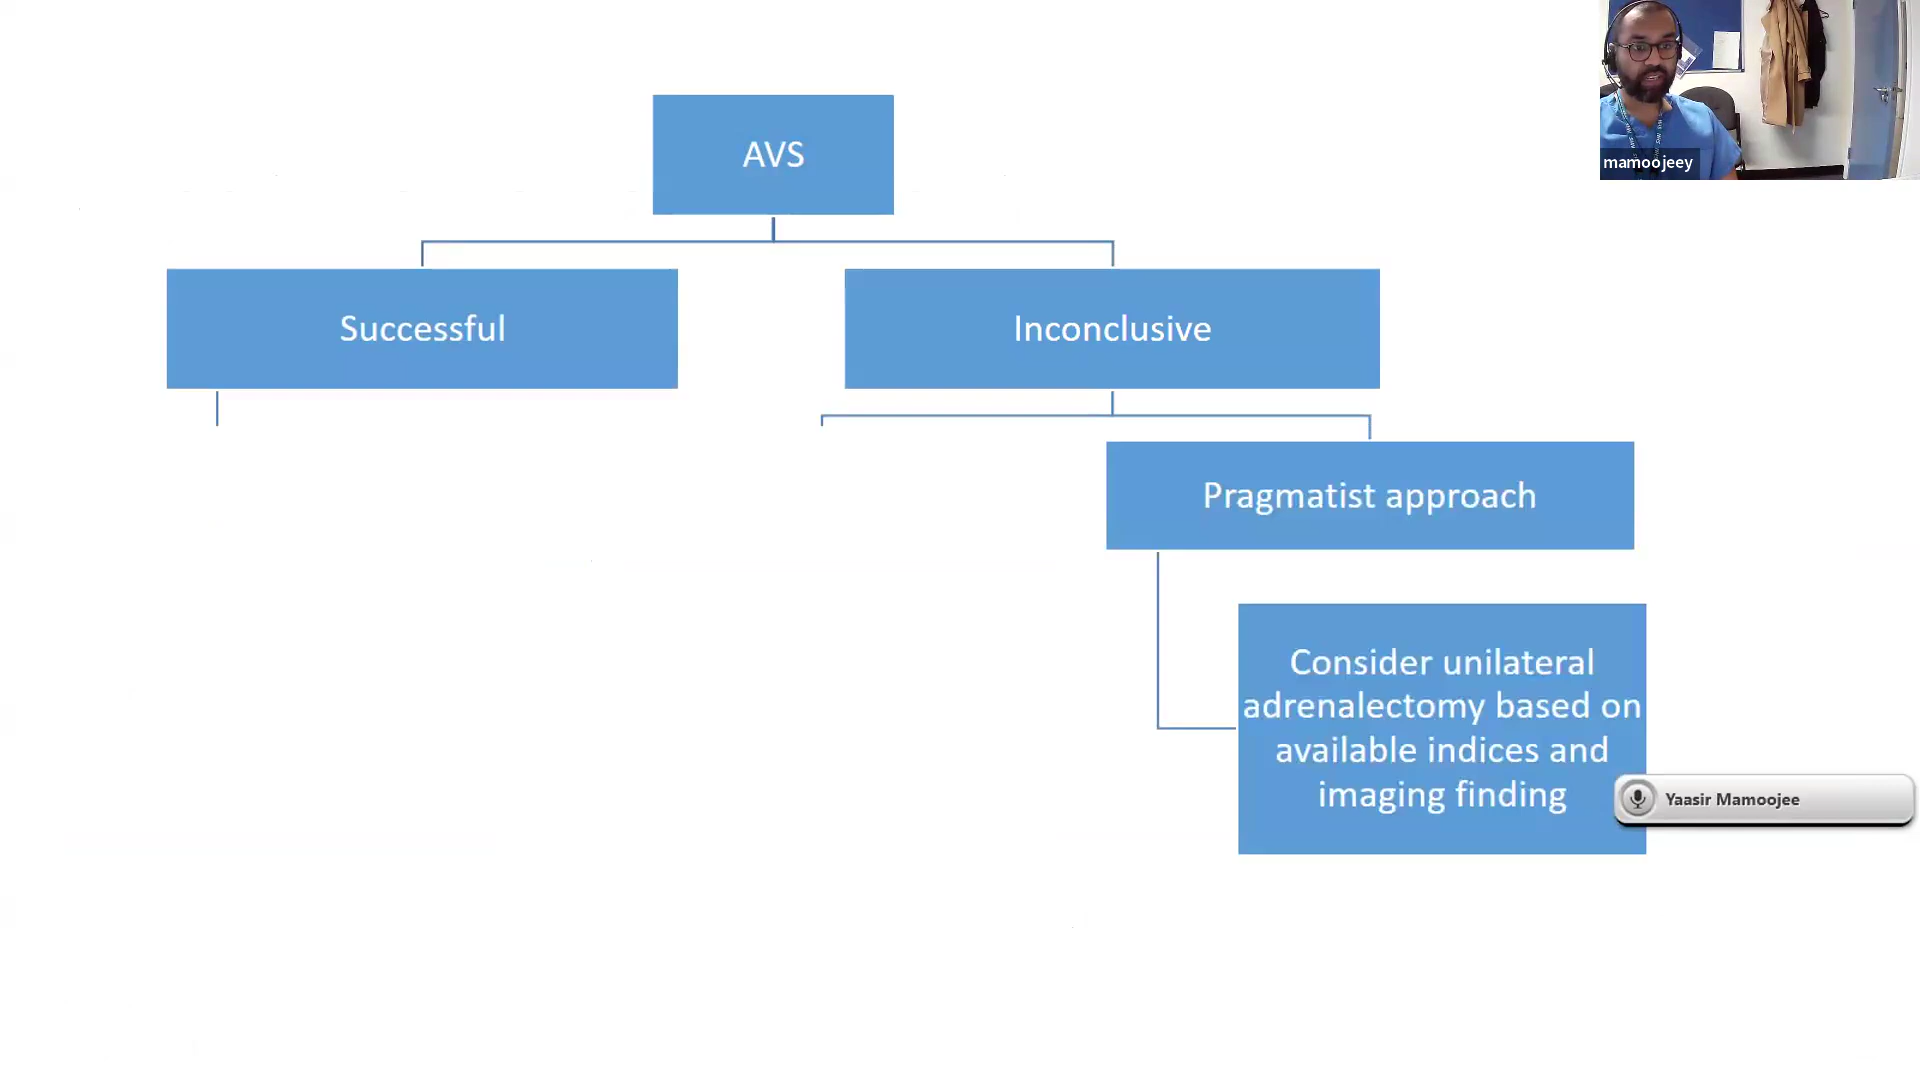 AVS
mamoojeey
Successful
Inconclusive
Pragmatist approach
Consider unilateral
adrenalectomy based on
available indices and
imaging finding
Yaasir Mamoojee